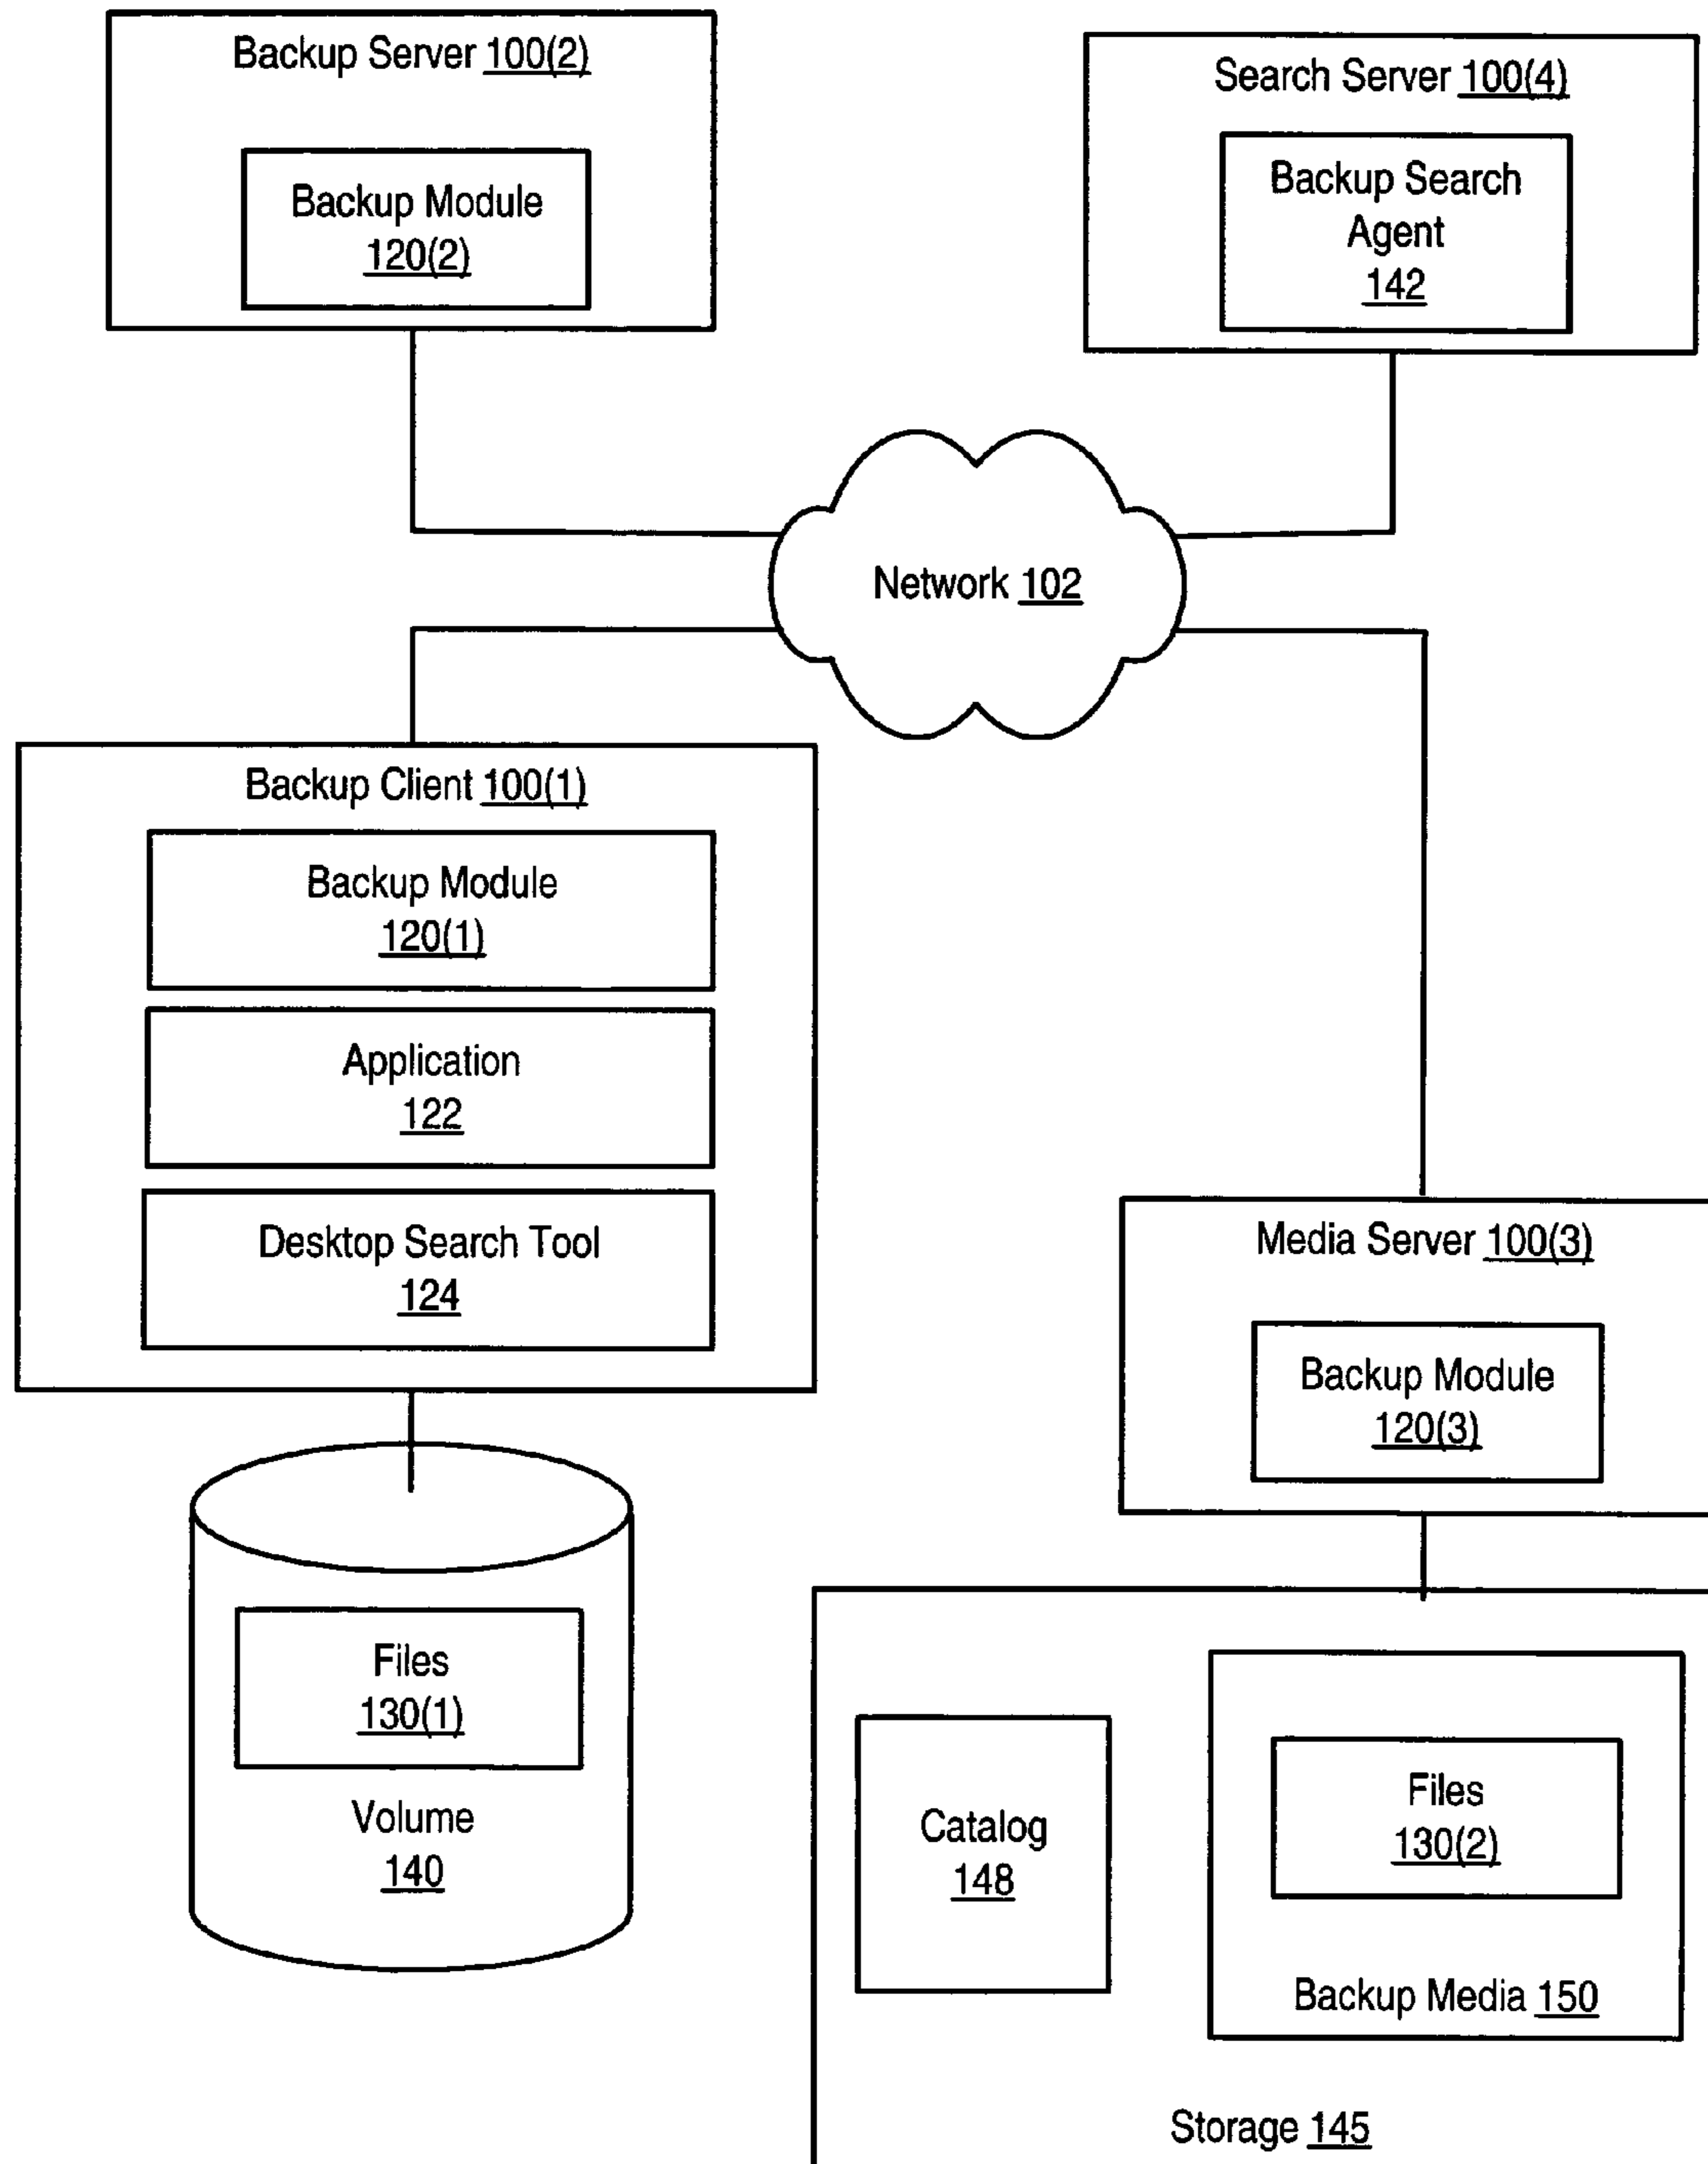 Backup Server 100(2)
Backup Module
120(2)
Search Server 100(4)
Backup Search
Agent
142
Network 102
Backup Client 100(1)
Backup Module
120(1)
Application
122
Desktop Search Tool
124
Media Server 100(3)
Backup Module
120(3)
Files
130(1)
Volume
140
Catalog
148
Files
130(2)
Backup Media 150
Storage 145